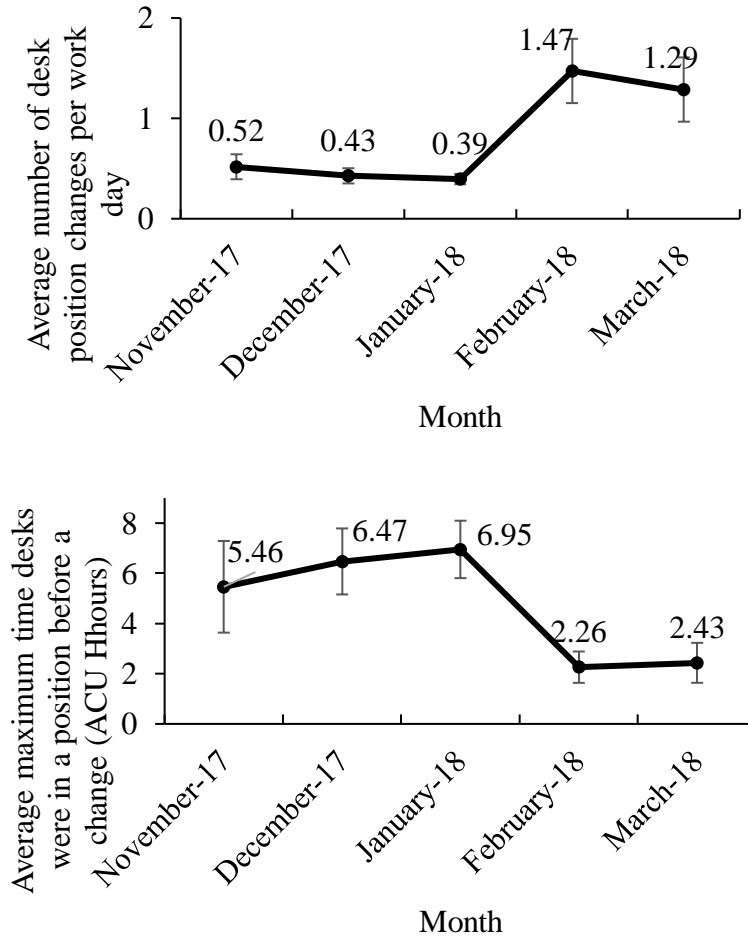 Average number of desk
position changes per work
day
2
1
0
0.52
0.43
0.39
1.47
1.29
November-17
December-17
January-18
February-18
March-18
Month
Average maximum time desks
were in a position before a
change (ACU Hhours)
8
6
4
2
0
5.46
6.47
6.95
2.26
2.43
November-17
December-17
January-18
February-18
March-18
Month